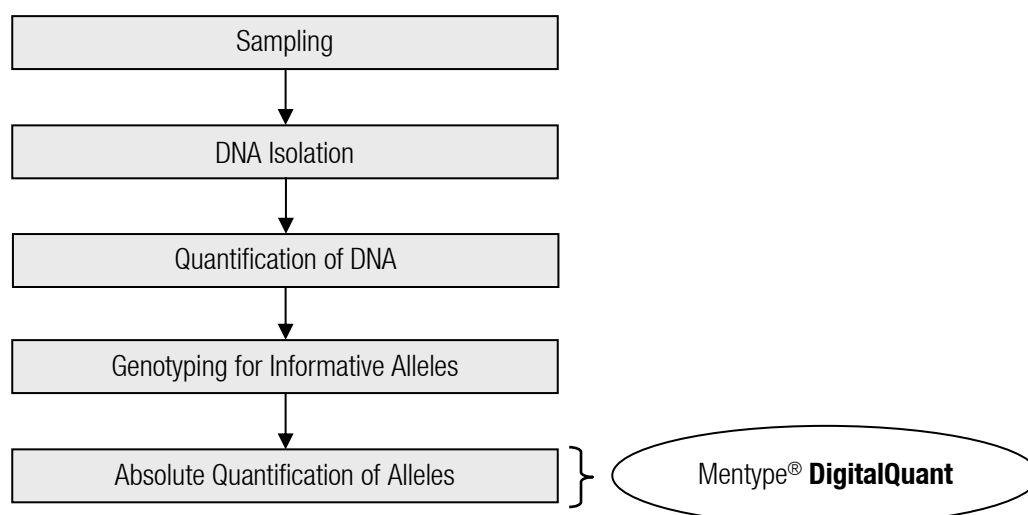 Sampling
DNA Isolation
Quantification of DNA
Genotyping for Informative Alleles
Absolute Quantification of Alleles
Mentype® DigitalQuant